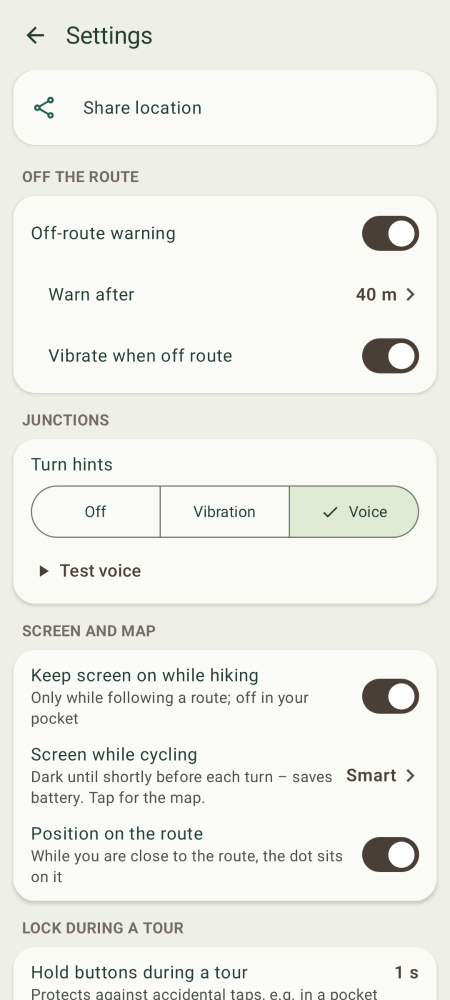 Settings
Share location
OFF THE ROUTE
Off-route warning
Warn after
40 m
Vibrate when off route
JUNCTIONS
Turn hints
Off
Vibration
Voice
Test voice
SCREEN AND MAP
Keep screen on while hiking
Only while following a route; off in your
pocket
Screen while cycling
Dark until shortly before each turn – saves
battery. Tap for the map.
Smart
Position on the route
While you are close to the route, the dot sits
on it
LOCK DURING A TOUR
Hold buttons during a tour
1 s
Protects against accidental taps, e.g. in a pocket